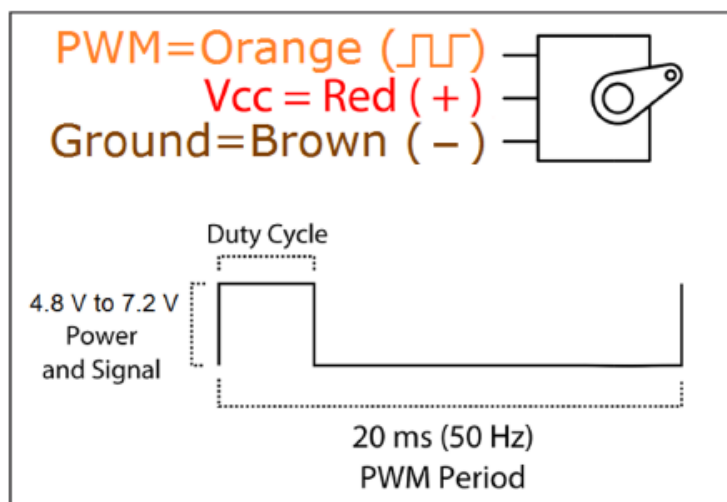 PWM=Orange (⎍⎍)
Vcc = Red ( + )
Ground=Brown ( − )
Duty Cycle
4.8 V to 7.2 V
Power
and Signal
20 ms (50 Hz)
PWM Period